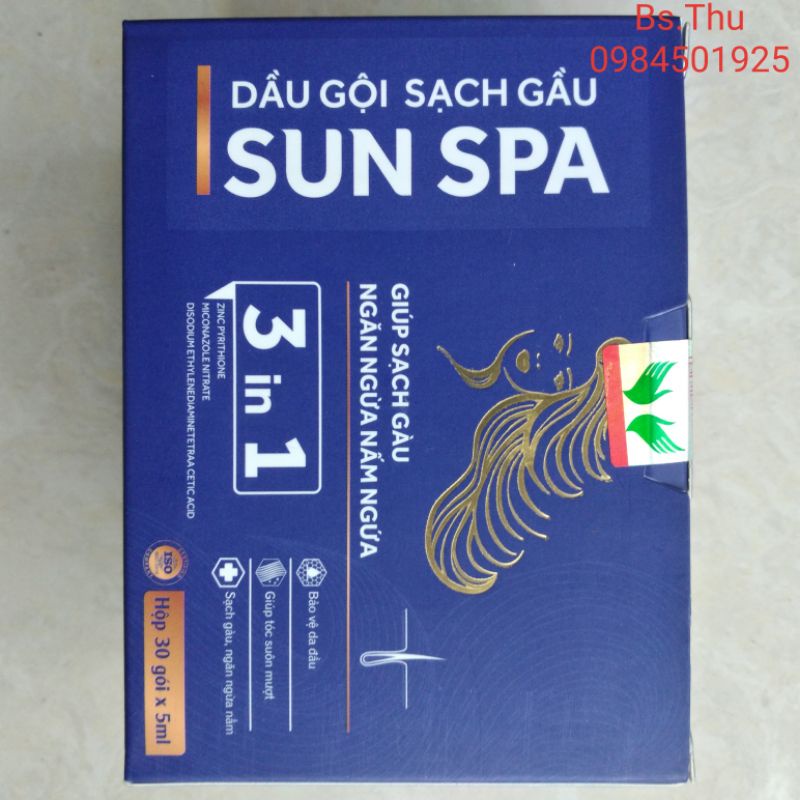 Bs.Thu
0984501925
DẦU GỘI SẠCH GẦU
SUN SPA
GIÚP SẠCH GÀU
NGĂN NGỪA NẤM NGỨA
3 in 1
ZINC PYRITHIONE
MICONAZOLE NITRATE
DISODIUM ETHYLENEDIAMINETETRAA CETIC ACID
Bảo vệ da đầu
Giúp tóc suôn mượt
Sạch gàu, ngăn ngừa nấm
ISO
Hộp 30 gói x 5ml